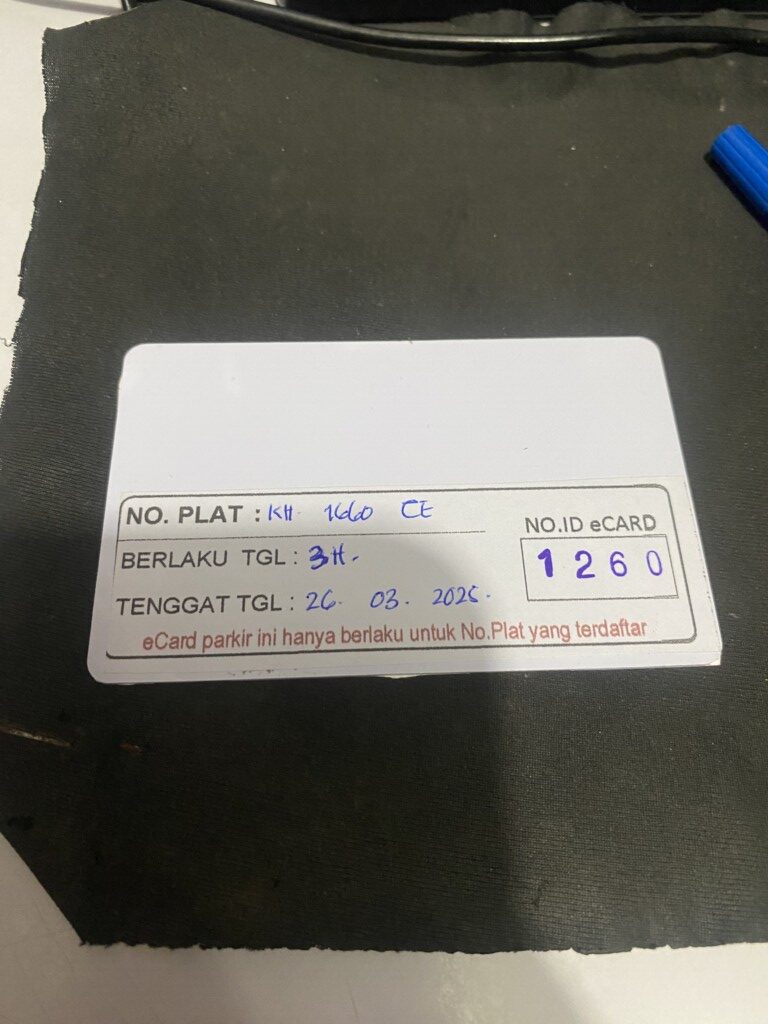 NO. PLAT : KH 1660 CE
NO.ID eCARD
BERLAKU TGL : 3H.
1260
TENGGAT TGL : 26. 03. 2025.
eCard parkir ini hanya berlaku untuk No.Plat yang terdaftar